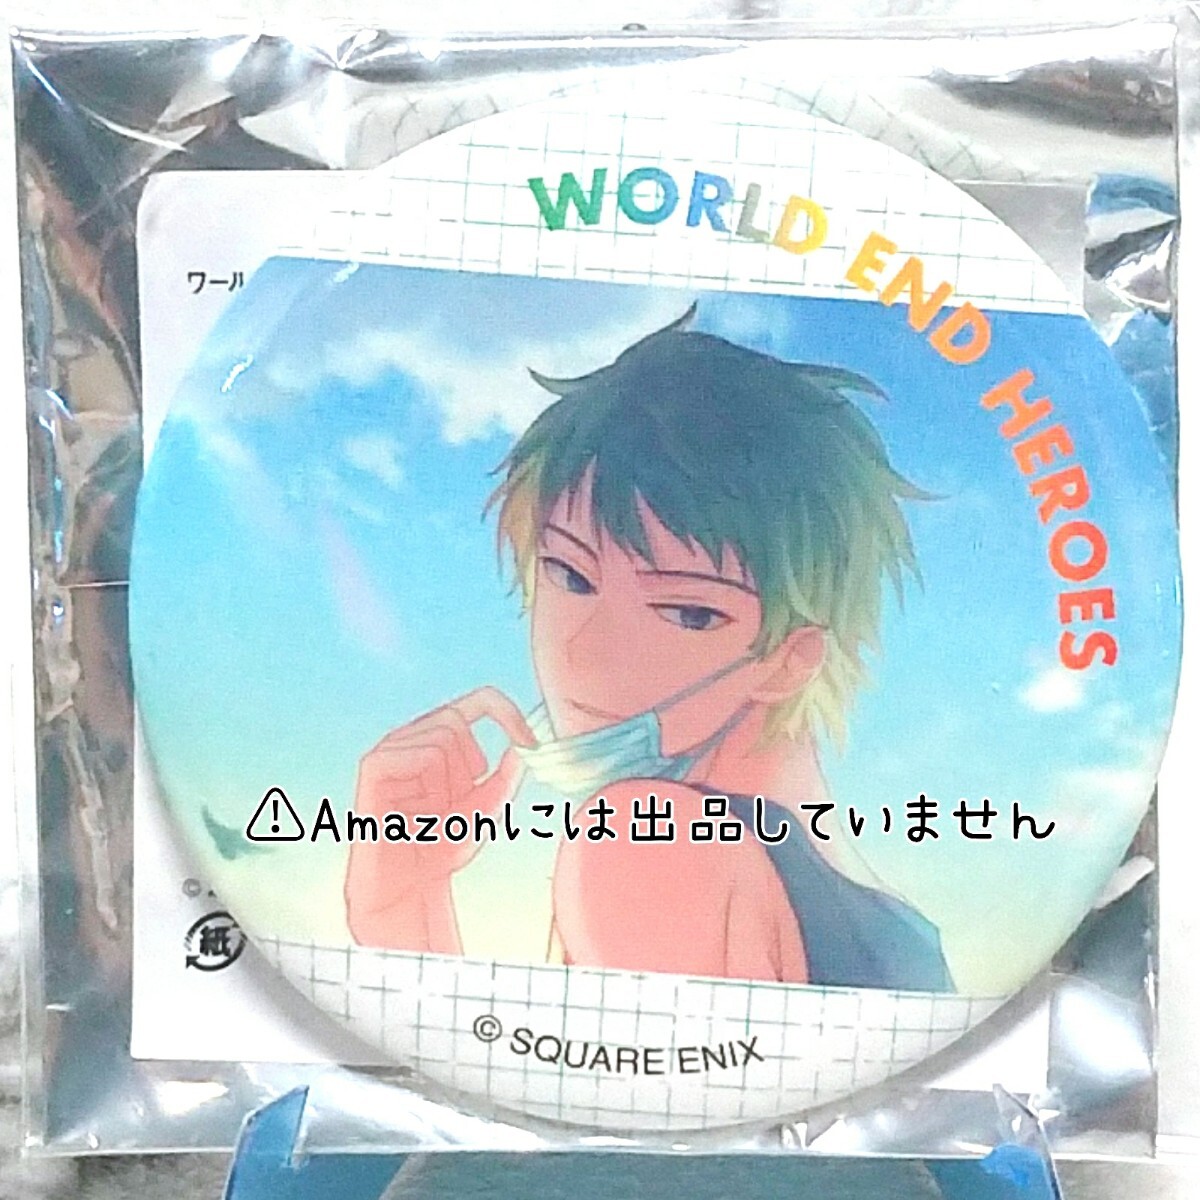 WORLD END HEROES
ワール
⚠Amazonには出品していません
©
紙
© SQUARE ENIX